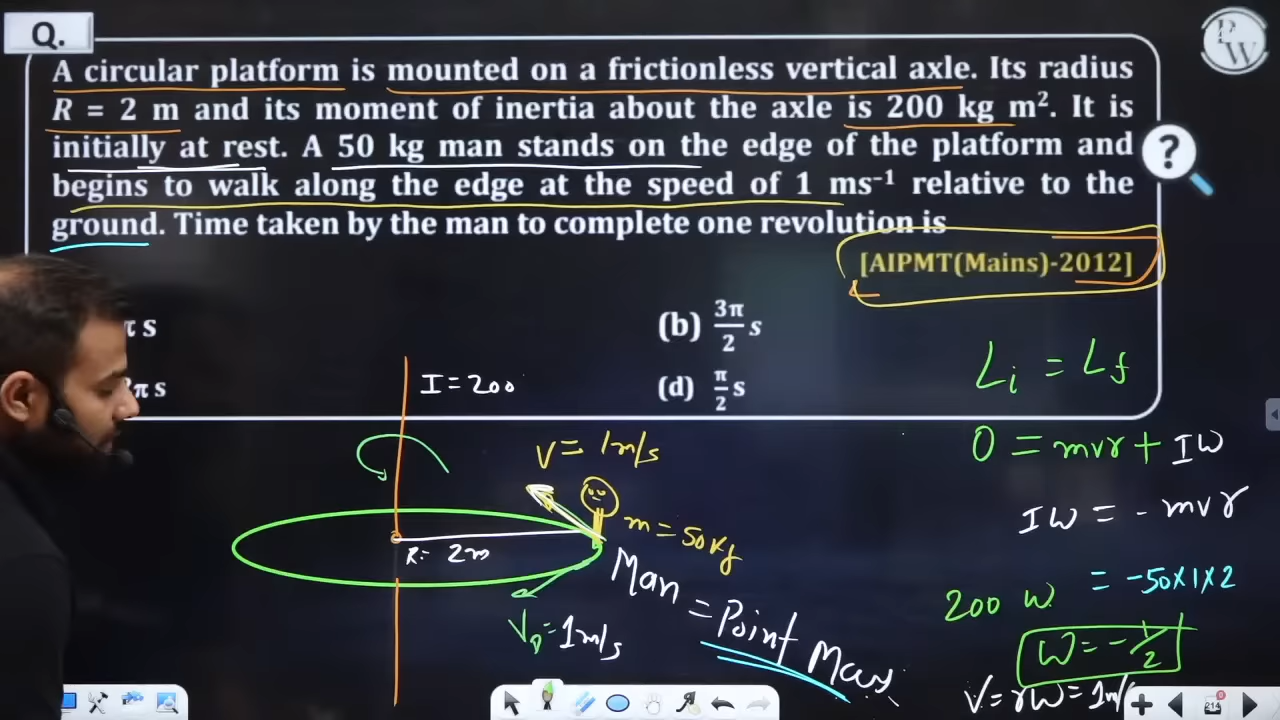 Q.
PW
A circular platform is mounted on a frictionless vertical axle. Its radius
R = 2 m and its moment of inertia about the axle is 200 kg m². It is
initially at rest. A 50 kg man stands on the edge of the platform and
begins to walk along the edge at the speed of 1 ms⁻¹ relative to the
ground. Time taken by the man to complete one revolution is
[AIPMT(Mains)-2012]
?
π s
(b) 3π/2 s
π s
(d) π/2 s
I = 200
V = 1m/s
m = 50kg
R = 2m
Man = Point Mass
Vp = 1m/s
Li = Lf
0 = mvr + Iω
Iω = - mvr
200 ω = -50×1×2
ω = -1/2
V = rω = 1m/
214